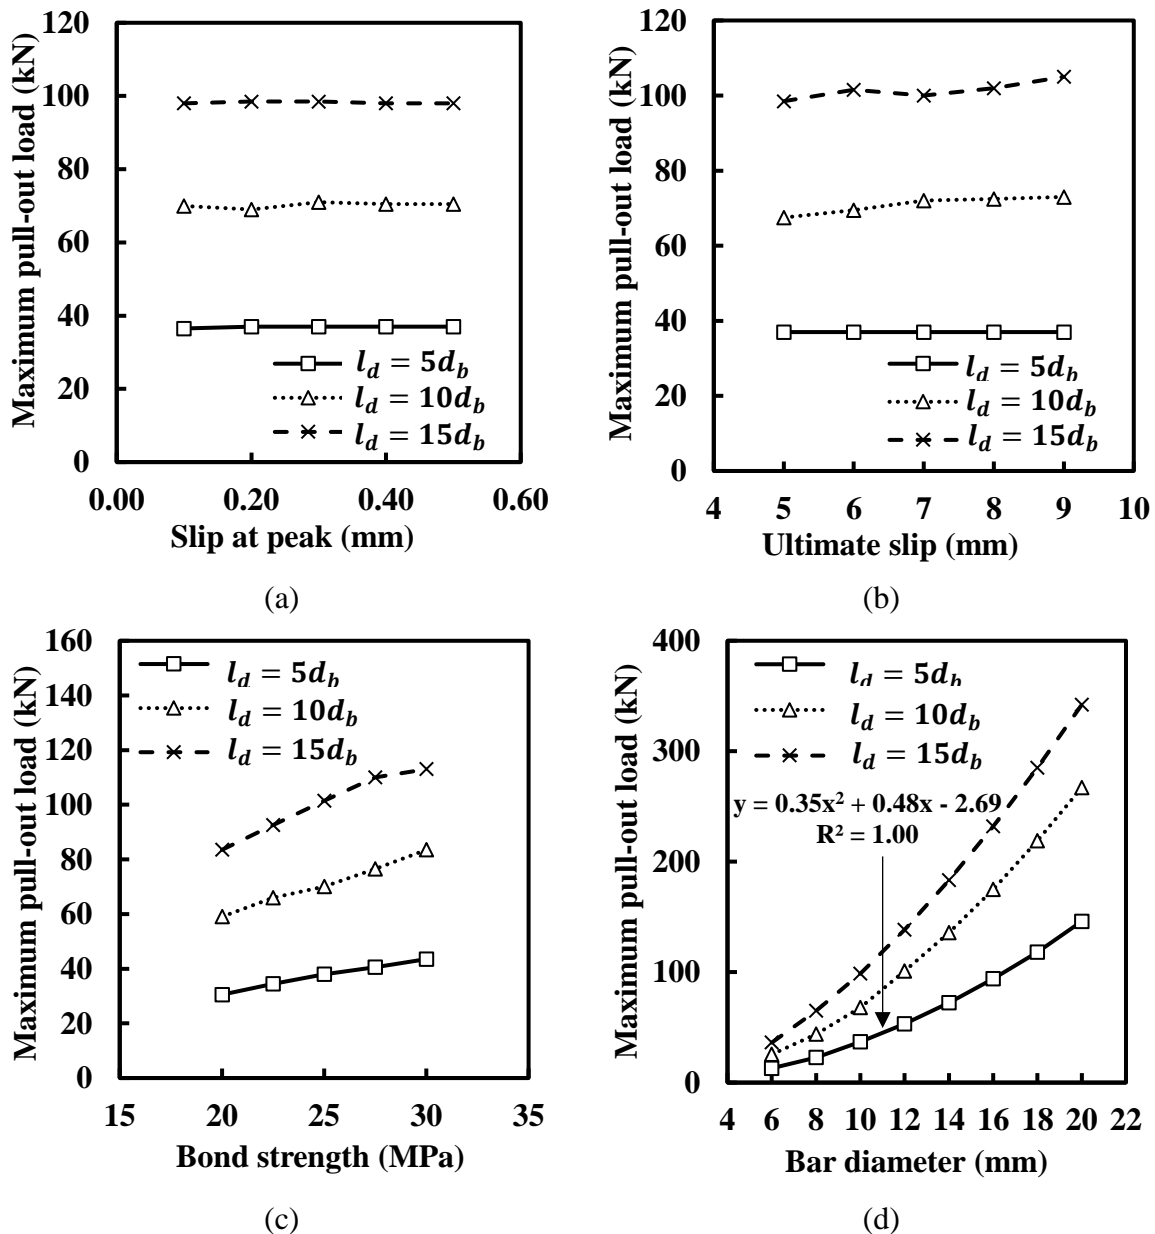 Maximum pull-out load (kN)
120
100
80
60
40
20
0
0.00 0.20 0.40 0.60
Slip at peak (mm)
l_d = 5d_b
l_d = 10d_b
l_d = 15d_b
(a)
Maximum pull-out load (kN)
120
100
80
60
40
20
0
4 5 6 7 8 9 10
Ultimate slip (mm)
l_d = 5d_b
l_d = 10d_b
l_d = 15d_b
(b)
Maximum pull-out load (kN)
160
140
120
100
80
60
40
20
0
15 20 25 30 35
Bond strength (MPa)
l_d = 5d_b
l_d = 10d_b
l_d = 15d_b
(c)
Maximum pull-out load (kN)
400
300
200
100
0
4 6 8 10 12 14 16 18 20 22
Bar diameter (mm)
l_d = 5d_b
l_d = 10d_b
l_d = 15d_b
y = 0.35x² + 0.48x - 2.69
R² = 1.00
(d)